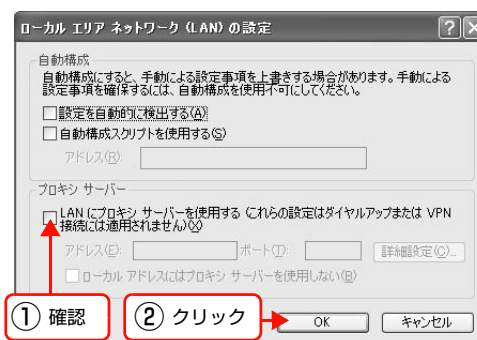 ローカル エリア ネットワーク (LAN) の設定
自動構成
自動構成にすると、手動による設定事項を上書きする場合があります。手動による
設定事項を確保するには、自動構成を使用不可にしてください。
設定を自動的に検出する(A)
自動構成スクリプトを使用する(S)
アドレス(R):
プロキシ サーバー
LAN にプロキシ サーバーを使用する (これらの設定はダイヤルアップまたは VPN
接続には適用されません)(X)
アドレス(E): ポート(T): 詳細設定(C)...
ローカル アドレスにはプロキシ サーバーを使用しない(B)
① 確認 ② クリック OK キャンセル